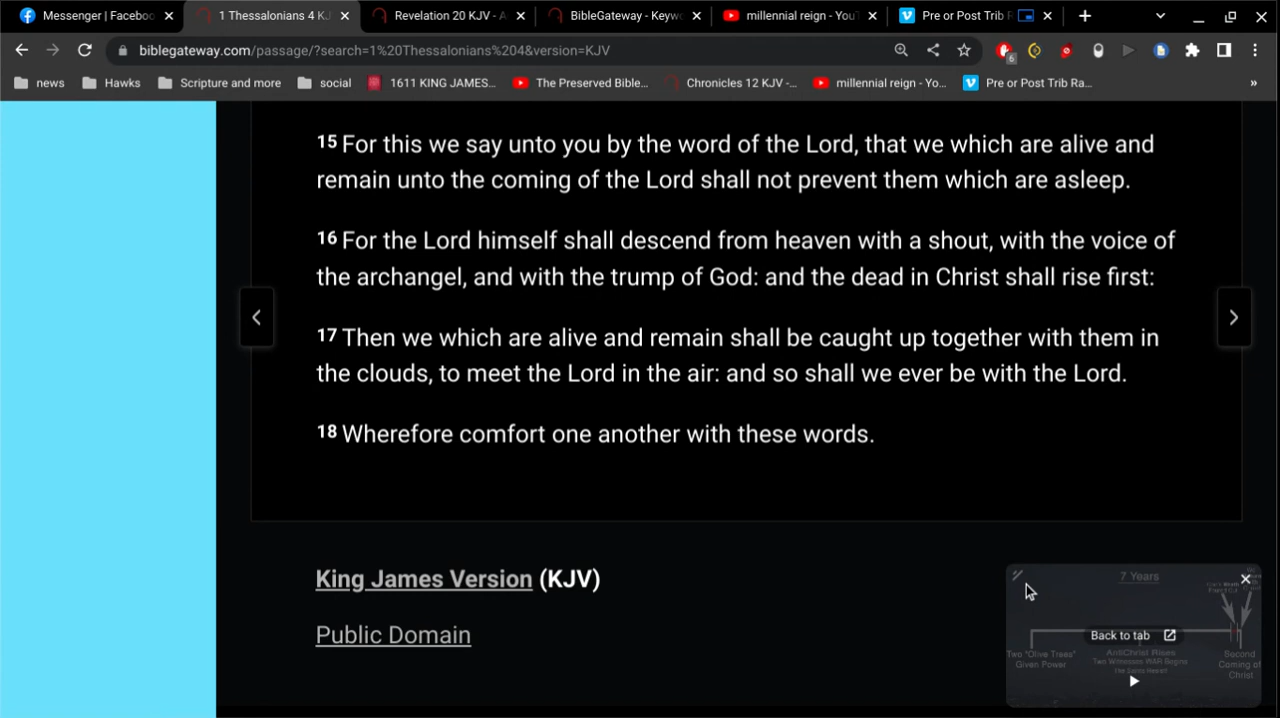 Messenger | Faceboo
1 Thessalonians 4 KJ
Revelation 20 KJV - A
BibleGateway - Keywo
millennial reign - YouT
Pre or Post Trib R
biblegateway.com/passage/?search=1%20Thessalonians%204&version=KJV
6
news
Hawks
Scripture and more
social
1611 KING JAMES...
The Preserved Bible...
Chronicles 12 KJV -...
millennial reign - Yo...
Pre or Post Trib Ra...
»
15 For this we say unto you by the word of the Lord, that we which are alive and
remain unto the coming of the Lord shall not prevent them which are asleep.
16 For the Lord himself shall descend from heaven with a shout, with the voice of
the archangel, and with the trump of God: and the dead in Christ shall rise first:
17 Then we which are alive and remain shall be caught up together with them in
the clouds, to meet the Lord in the air: and so shall we ever be with the Lord.
18 Wherefore comfort one another with these words.
King James Version (KJV)
Public Domain
7 Years
Back to tab
Two "Olive Trees"
Given Power
AntiChrist Rises
Two Witnesses WAR Begins
Second
Coming of
Christ